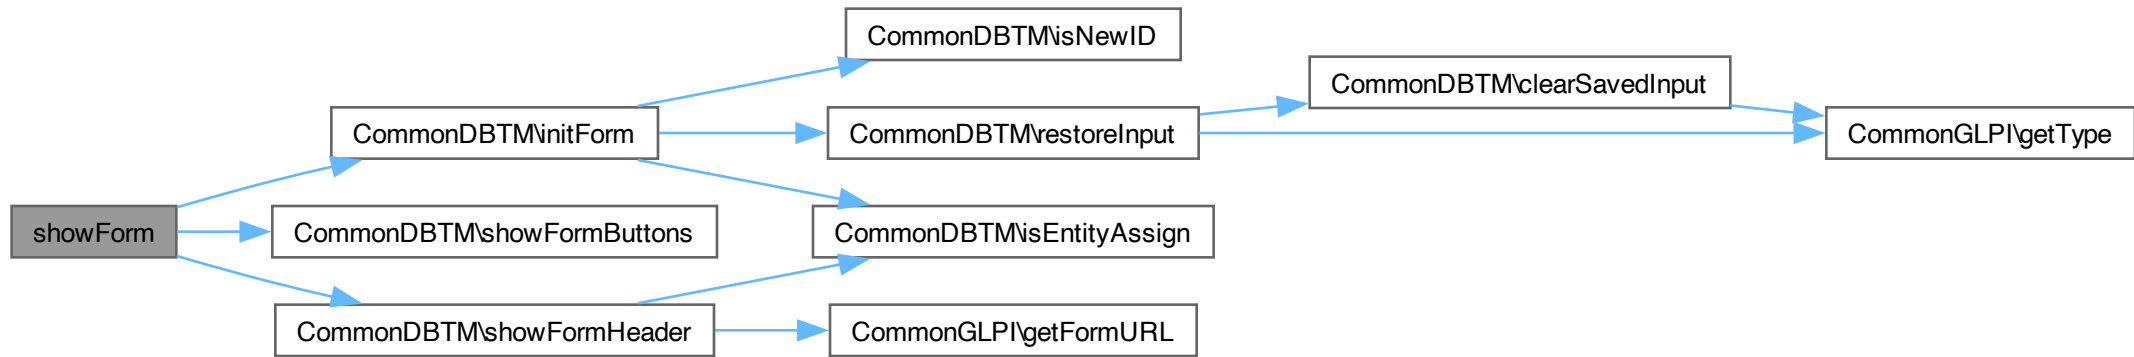 CommonDBTM\isNewID
CommonDBTM\clearSavedInput
CommonDBTM\initForm
CommonDBTM\restoreInput
CommonGLPI\getType
showForm
CommonDBTM\showFormButtons
CommonDBTM\isEntityAssign
CommonDBTM\showFormHeader
CommonGLPI\getFormURL